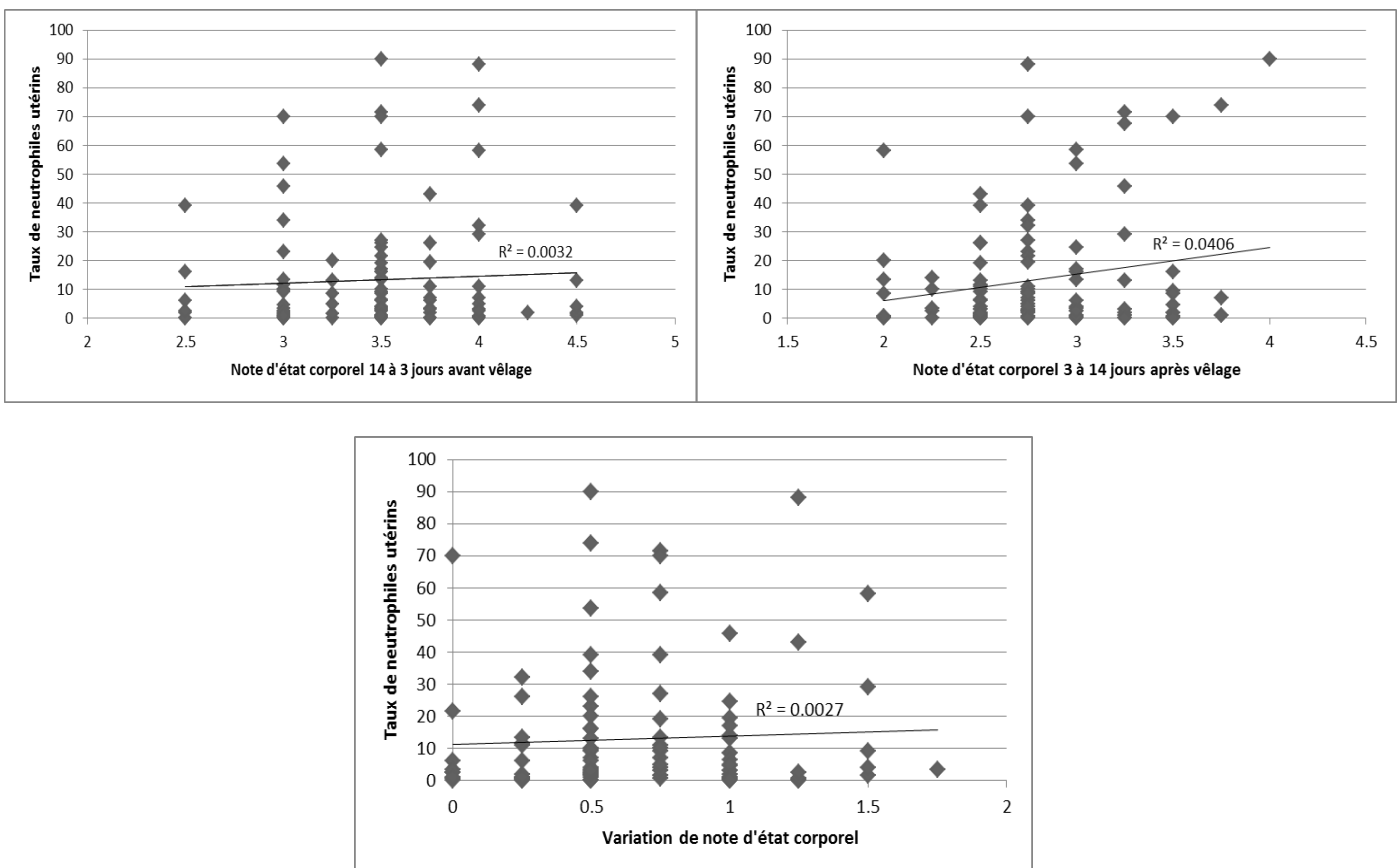 100
90
80
70
60
50
40
30
20
10
0
Taux de neutrophiles utérins
R² = 0.0032
2 2.5 3 3.5 4 4.5 5
Note d'état corporel 14 à 3 jours avant vêlage
100
90
80
70
60
50
40
30
20
10
0
Taux de neutrophiles utérins
R² = 0.0406
1.5 2 2.5 3 3.5 4 4.5
Note d'état corporel 3 à 14 jours après vêlage
100
90
80
70
60
50
40
30
20
10
0
Taux de neutrophiles utérins
R² = 0.0027
0 0.5 1 1.5 2
Variation de note d'état corporel